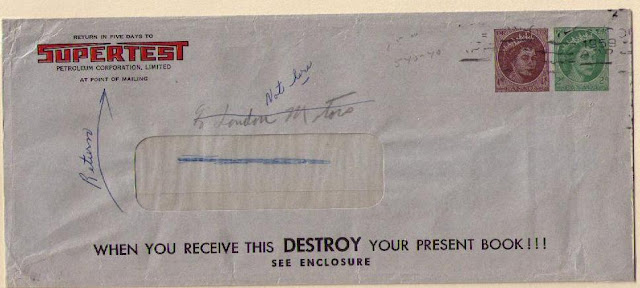 RETURN IN FIVE DAYS TO
SUPERTEST
PETROLEUM CORPORATION, LIMITED
AT POINT OF MAILING
Not here
% London Motors
Return
WHEN YOU RECEIVE THIS DESTROY YOUR PRESENT BOOK!!!
SEE ENCLOSURE